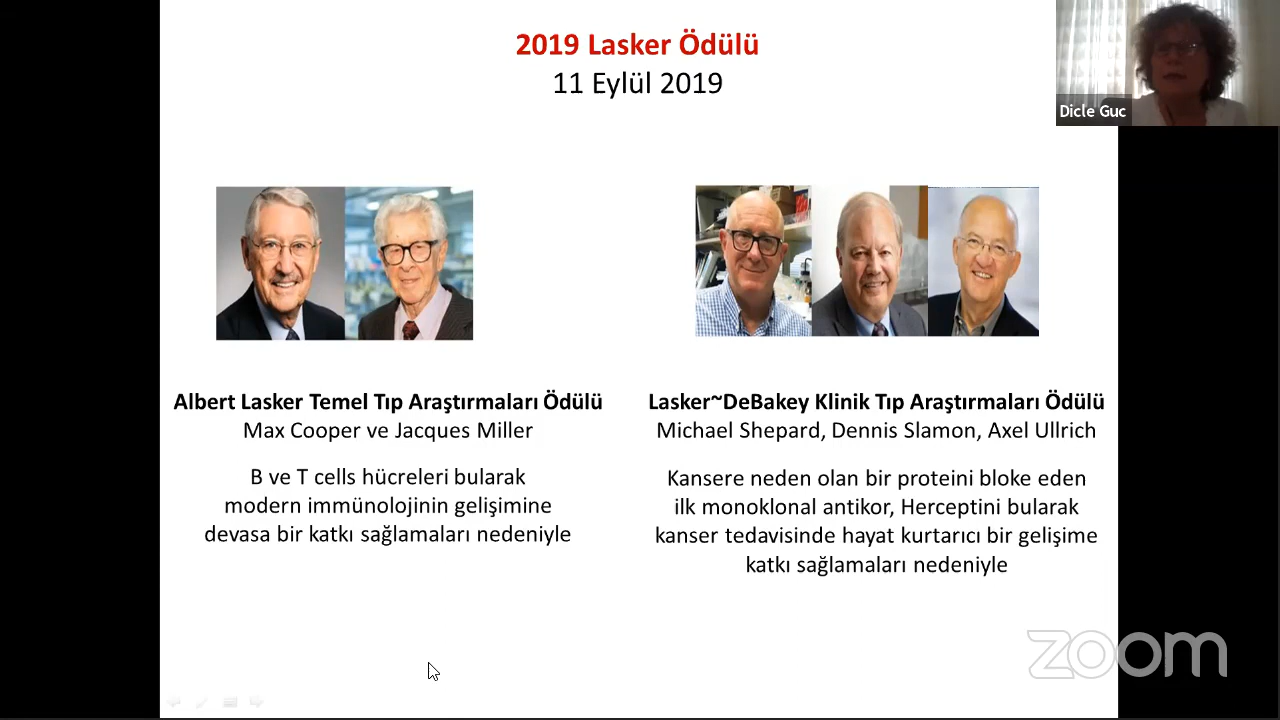 2019 Lasker Ödülü
11 Eylül 2019
Dicle Guc
Albert Lasker Temel Tıp Araştırmaları Ödülü
Max Cooper ve Jacques Miller
B ve T cells hücreleri bularak
modern immünolojinin gelişimine
devasa bir katkı sağlamaları nedeniyle
Lasker~DeBakey Klinik Tıp Araştırmaları Ödülü
Michael Shepard, Dennis Slamon, Axel Ullrich
Kansere neden olan bir proteini bloke eden
ilk monoklonal antikor, Herceptini bularak
kanser tedavisinde hayat kurtarıcı bir gelişime
katkı sağlamaları nedeniyle
zoom